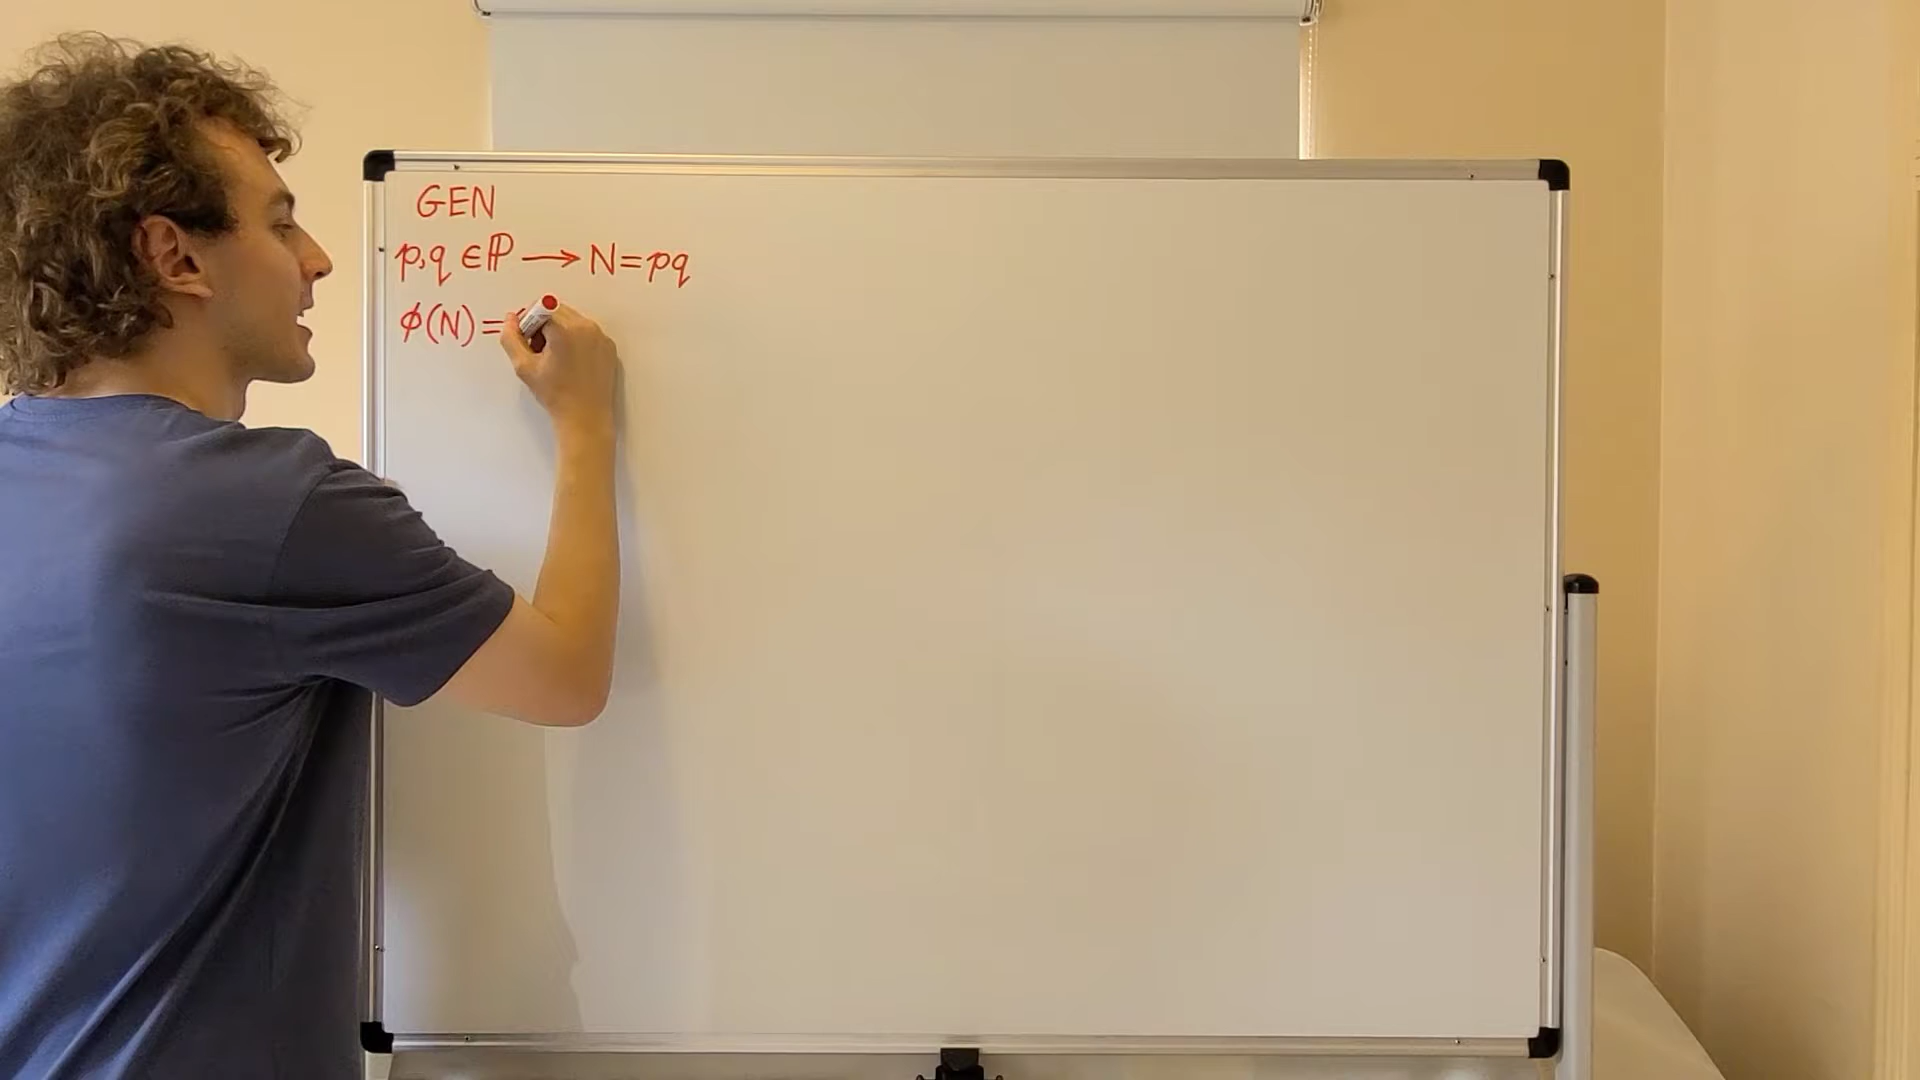 GEN
p,q ∈ ℙ → N=pq
ϕ(N)=